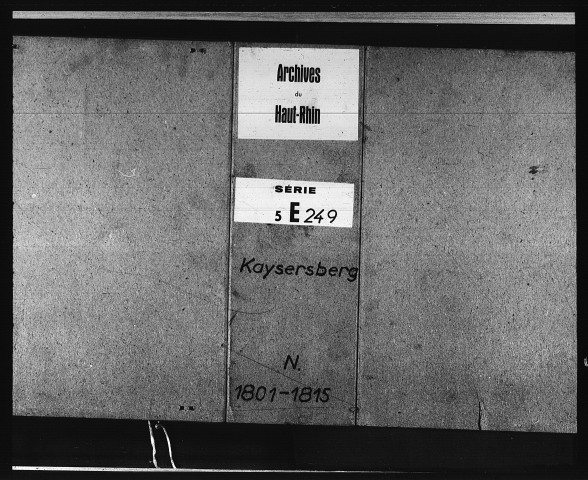 Archives
du
Haut-Rhin
SÉRIE
5 E 249
Kaysersberg
N.
1801-1815